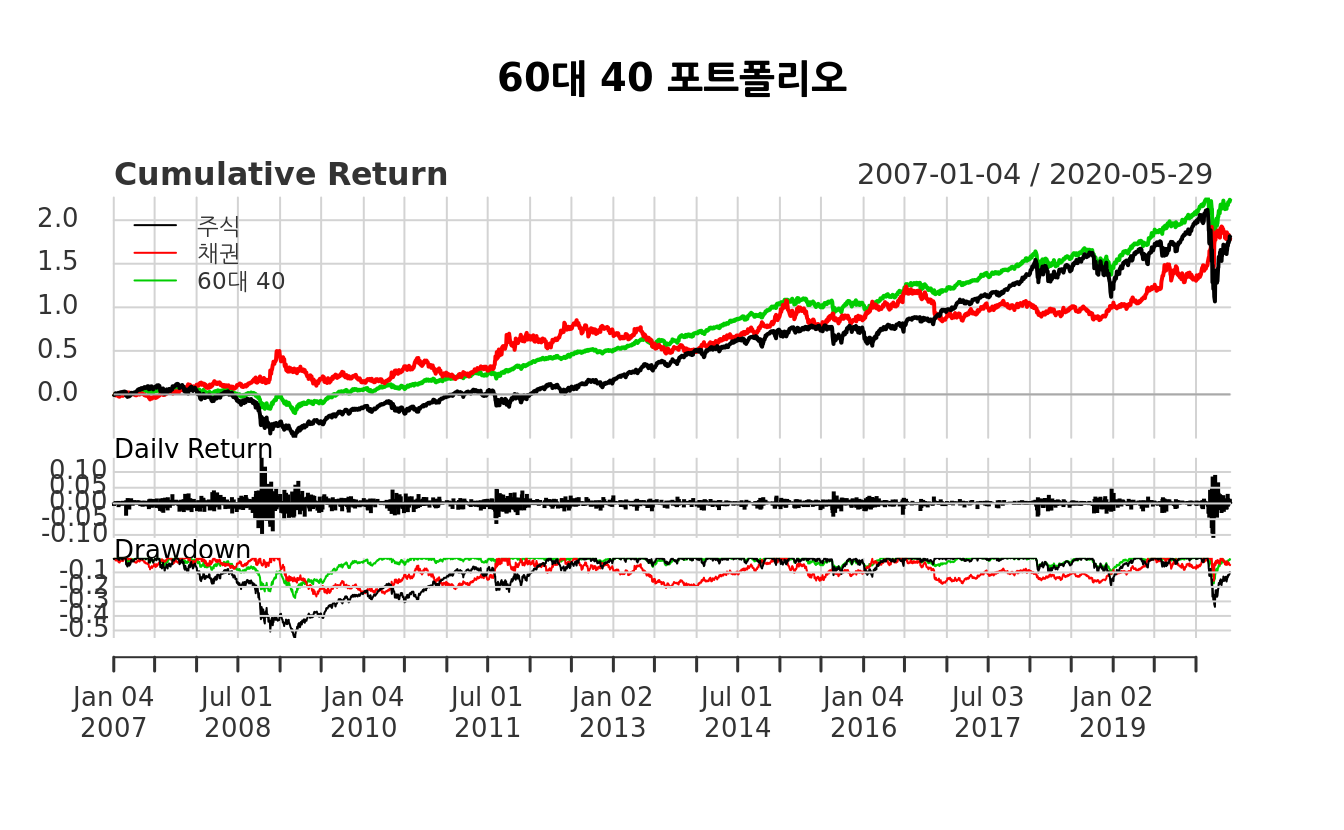 60대 40 포트폴리오
Cumulative Return
2007-01-04 / 2020-05-29
2.0
1.5
1.0
0.5
0.0
주식
채권
60대 40
Daily Return
0.10
0.05
0.00
-0.05
-0.10
Drawdown
-0.1
-0.2
-0.3
-0.4
-0.5
Jan 04 2007
Jul 01 2008
Jan 04 2010
Jul 01 2011
Jan 02 2013
Jul 01 2014
Jan 04 2016
Jul 03 2017
Jan 02 2019